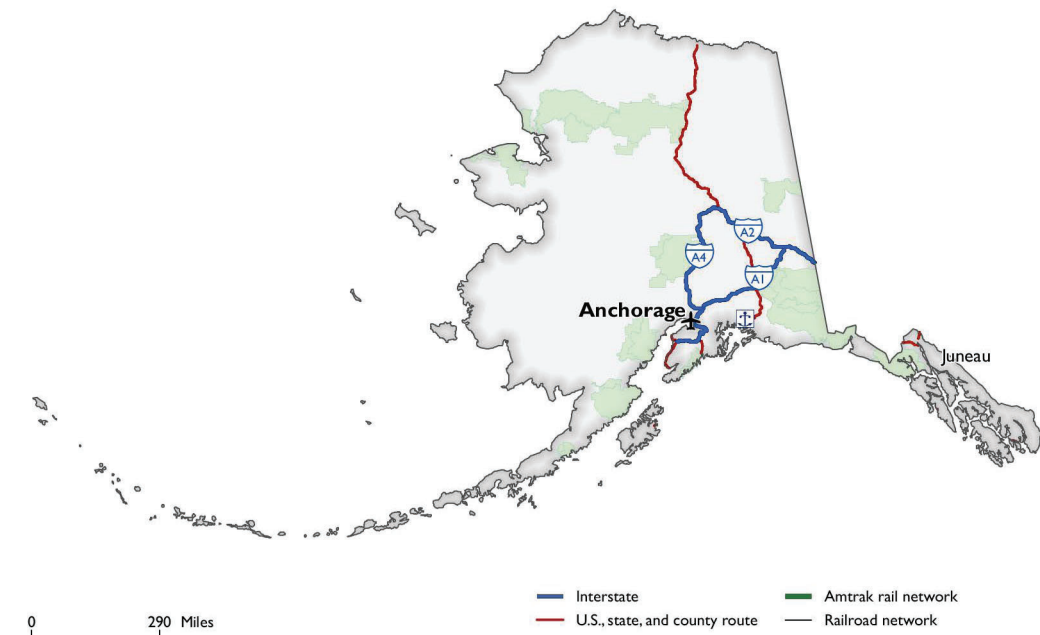 A2
A4
A1
Anchorage
Juneau
Interstate
Amtrak rail network
0 290 Miles
U.S., state, and county route
Railroad network